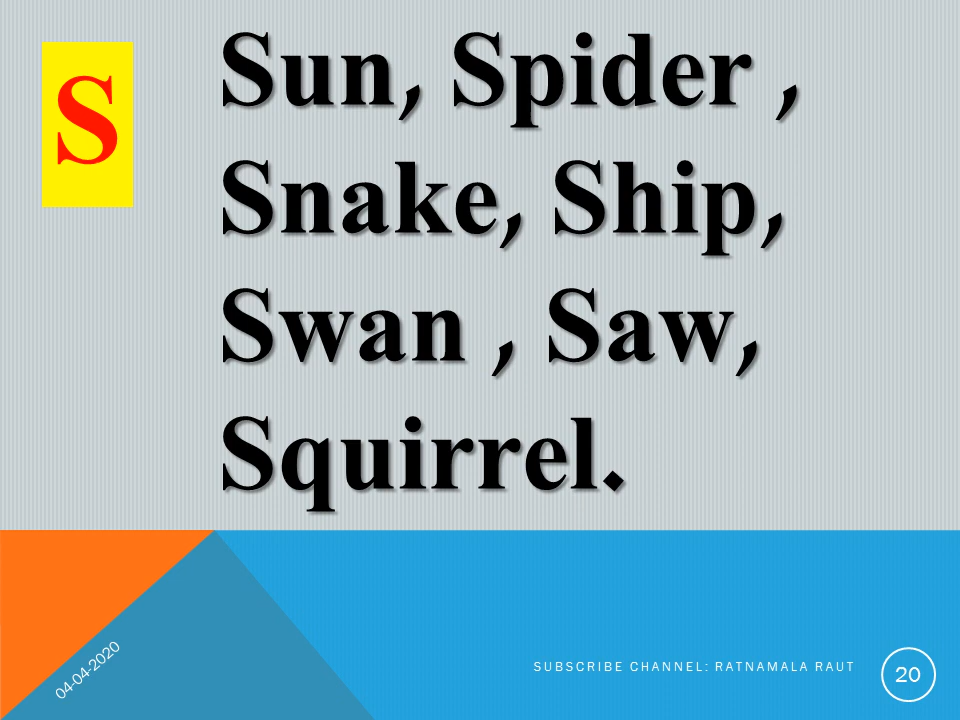 S
Sun, Spider ,
Snake, Ship,
Swan , Saw,
Squirrel.
04-04-2020
SUBSCRIBE CHANNEL: RATNAMALA RAUT
20